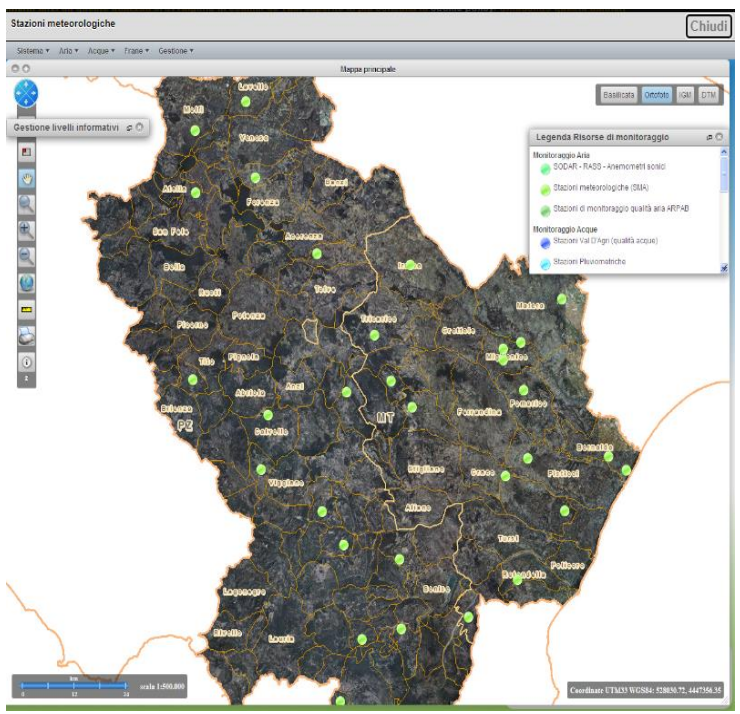 Stazioni meteorologiche
Chiudi
Sistema Aria Acque Frane Gestione
Mappa principale
Basilicata Ortofoto IGM DTM
Gestione livelli informativi
Legenda Risorse di monitoraggio
Monitoraggio Aria
SODAR - RASS - Anemometri sonici
Stazioni meteorologiche (SMA)
Stazioni di monitoraggio qualità aria ARPAB
Monitoraggio Acque
Stazioni Val D'Agri (qualità acque)
Stazioni Pluviometriche
Lavello
Melfi
Venosa
Banzi
Atella
Forenza
San Fele
Acerenza
Bella
Irsina
Tolve
Ruoti
Matera
Picerno
Potenza
Tricarico
Grottole
Tito
Pignola
Miglionico
Abriola
Anzi
Pomarico
Brienza
MT
Ferrandina
PZ
Calvello
Bernalda
Viggiano
Stigliano
Craco
Pisticci
Aliano
Tursi
Policoro
Rotondella
Lagonegro
Senise
Rivello
Lauria
km
0 12 24
scala 1:500.000
Coordinate UTM33 WGS84: 528030.72, 4447356.35